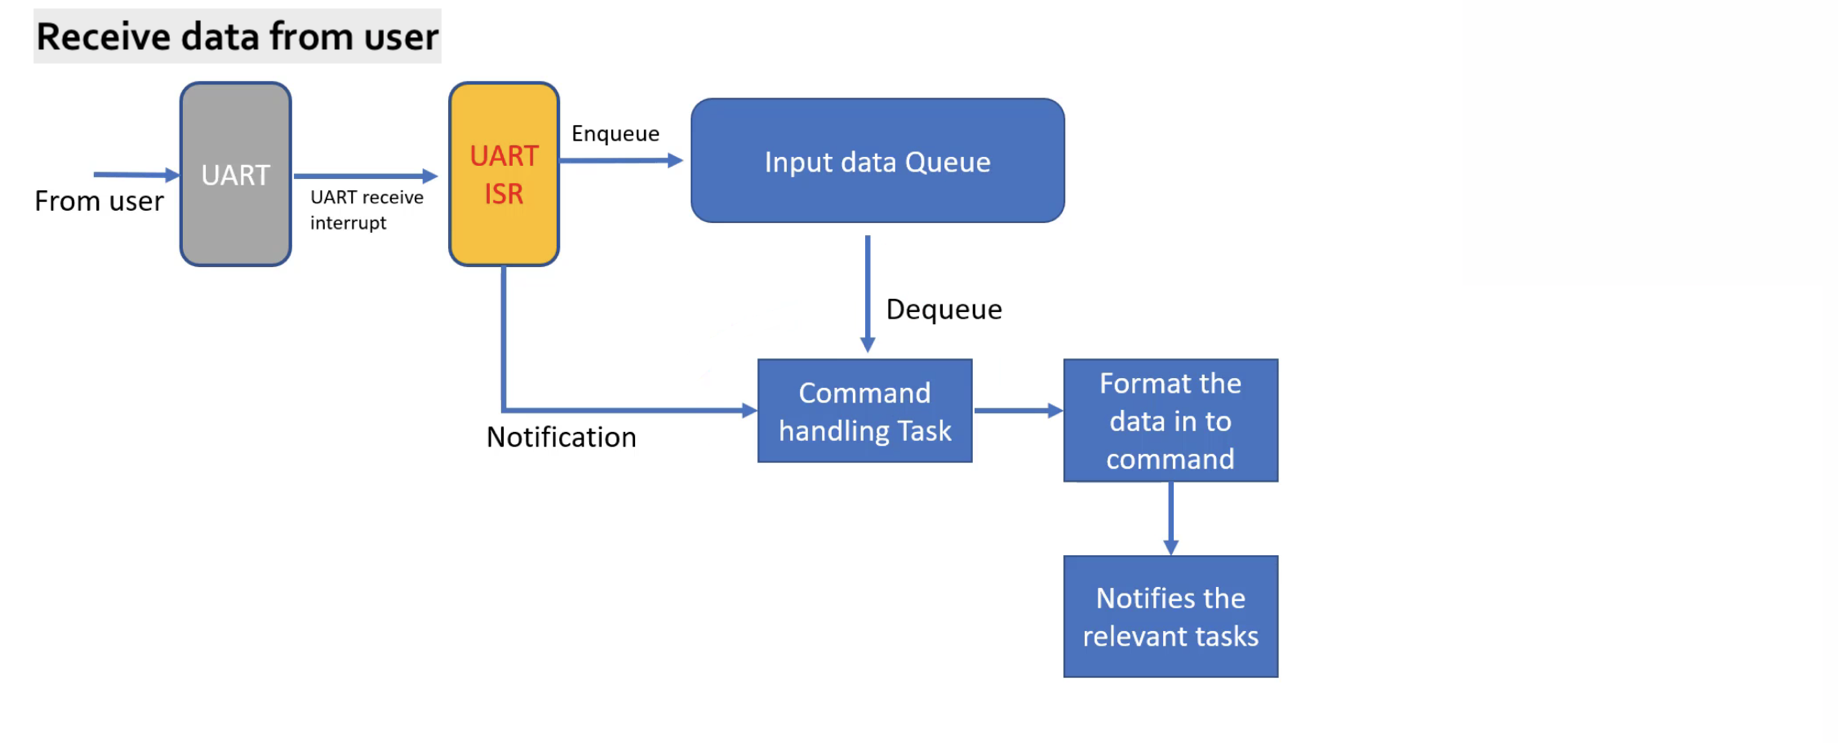 Receive data from user
From user
UART
UART receive
interrupt
UART
ISR
Enqueue
Input data Queue
Dequeue
Notification
Command
handling Task
Format the
data in to
command
Notifies the
relevant tasks